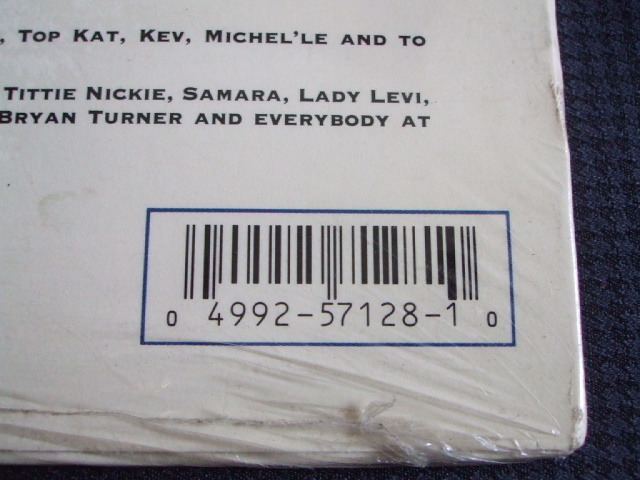 , TOP KAT, KEV, MICHEL'LE AND TO
TITTIE NICKIE, SAMARA, LADY LEVI,
BRYAN TURNER AND EVERYBODY AT
0 4992-57128-1 0